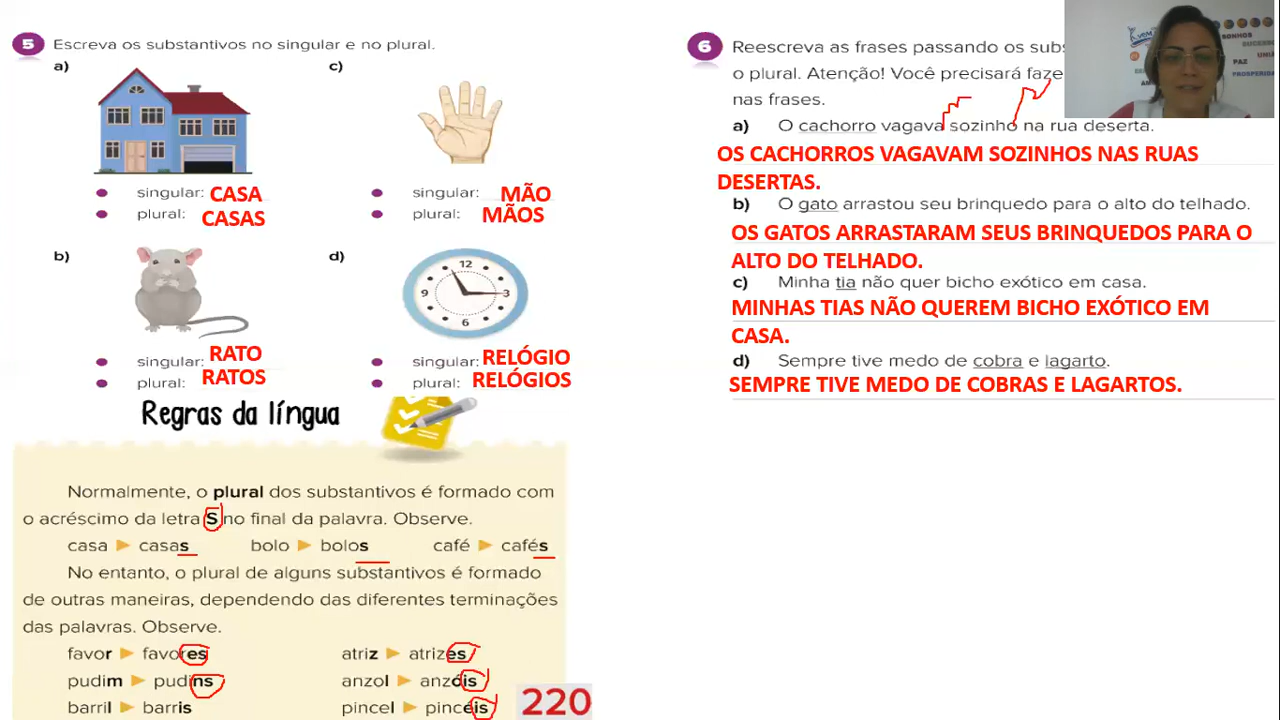 5 Escreva os substantivos no singular e no plural.
a)
singular: CASA
plural: CASAS
c)
singular: MÃO
plural: MÃOS
b)
singular: RATO
plural: RATOS
d)
12
9 3
6
singular: RELÓGIO
plural: RELÓGIOS
Regras da língua
Normalmente, o plural dos substantivos é formado com
o acréscimo da letra S no final da palavra. Observe.
casa casas bolo bolos café cafés
No entanto, o plural de alguns substantivos é formado
de outras maneiras, dependendo das diferentes terminações
das palavras. Observe.
favor favores atriz atrizes
pudim pudins anzol anzóis
barril barris pincel pincéis
220
6 Reescreva as frases passando os
o plural. Atenção! Você precisará
nas frases.
a) O cachorro vagava sozinho na rua deserta.
OS CACHORROS VAGAVAM SOZINHOS NAS RUAS
DESERTAS.
b) O gato arrastou seu brinquedo para o alto do telhado.
OS GATOS ARRASTARAM SEUS BRINQUEDOS PARA O
ALTO DO TELHADO.
c) Minha tia não quer bicho exótico em casa.
MINHAS TIAS NÃO QUEREM BICHO EXÓTICO EM
CASA.
d) Sempre tive medo de cobra e lagarto.
SEMPRE TIVE MEDO DE COBRAS E LAGARTOS.
SONHOS
PAZ